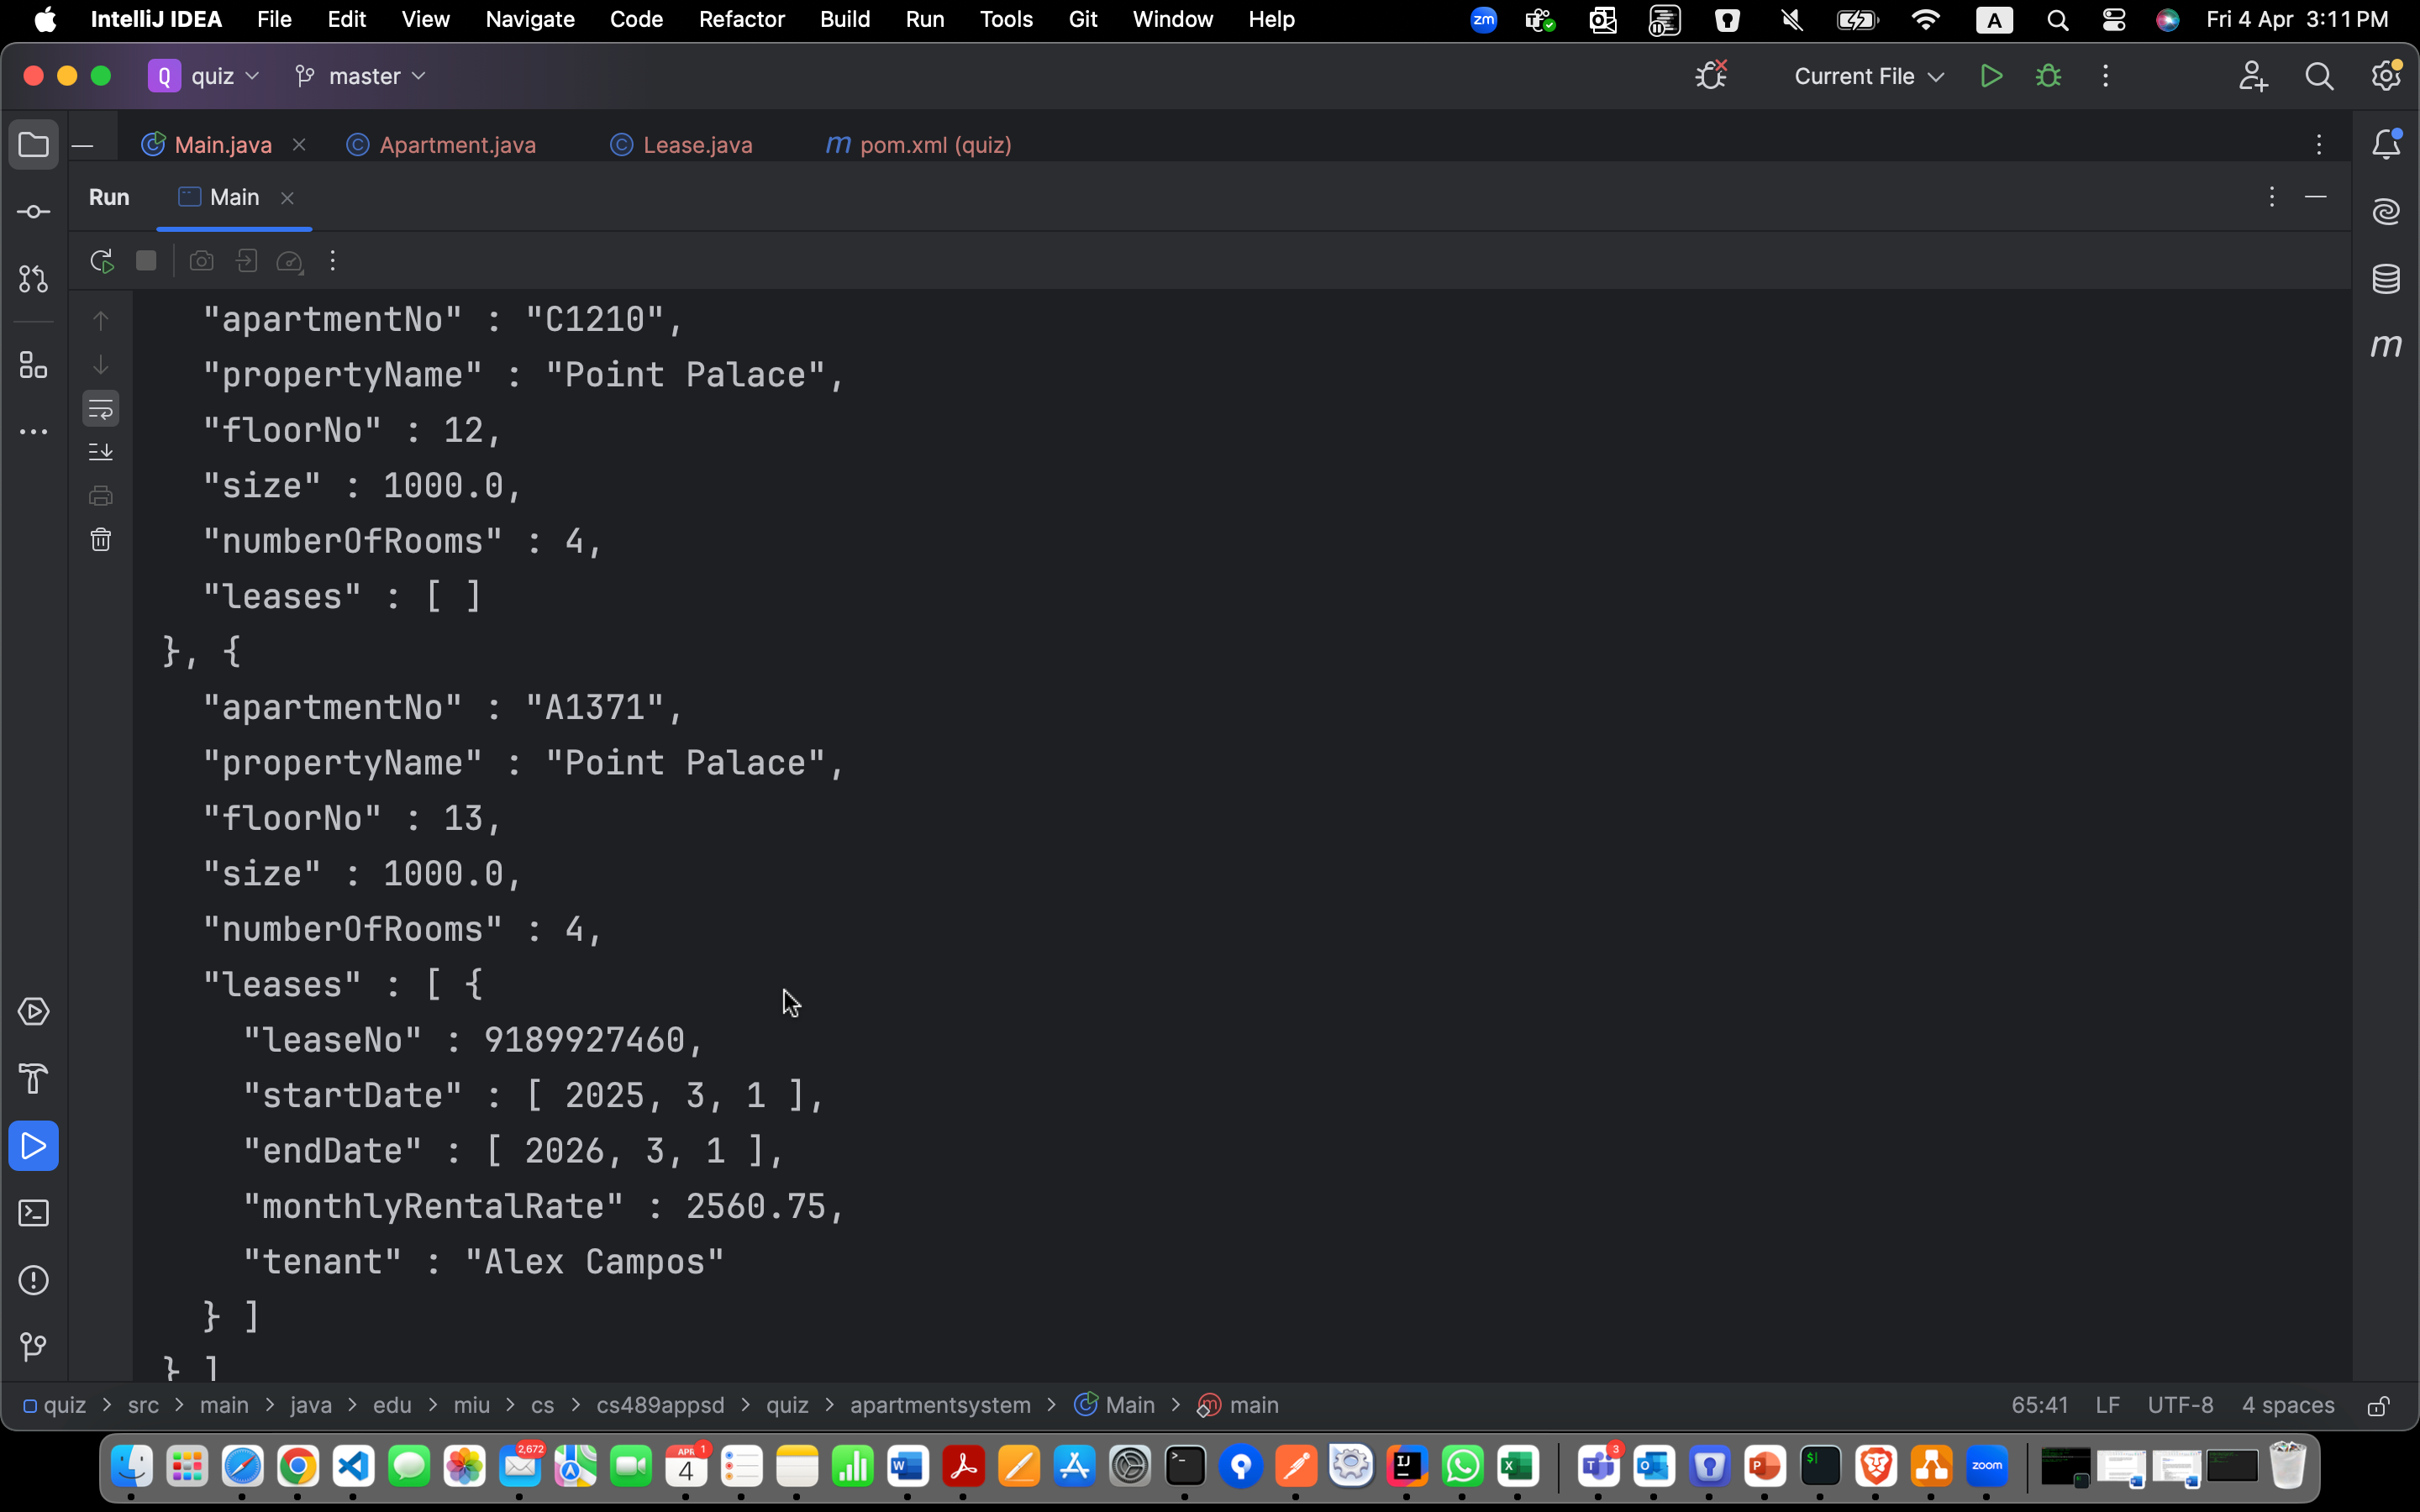 IntelliJ IDEA File Edit View Navigate Code Refactor Build Run Tools Git Window Help zm A Fri 4 Apr 3:11 PM
Q quiz master Current File
Main.java Apartment.java Lease.java m pom.xml (quiz)
Run Main
"apartmentNo" : "C1210",
"propertyName" : "Point Palace",
"floorNo" : 12,
"size" : 1000.0,
"numberOfRooms" : 4,
"leases" : [ ]
}, {
"apartmentNo" : "A1371",
"propertyName" : "Point Palace",
"floorNo" : 13,
"size" : 1000.0,
"numberOfRooms" : 4,
"leases" : [ {
"leaseNo" : 9189927460,
"startDate" : [ 2025, 3, 1 ],
"endDate" : [ 2026, 3, 1 ],
"monthlyRentalRate" : 2560.75,
"tenant" : "Alex Campos"
} ]
} ]
quiz > src > main > java > edu > miu > cs > cs489appsd > quiz > apartmentsystem > Main > main 65:41 LF UTF-8 4 spaces
2,672 APR 1 4 W IJ X T 3 P zoom